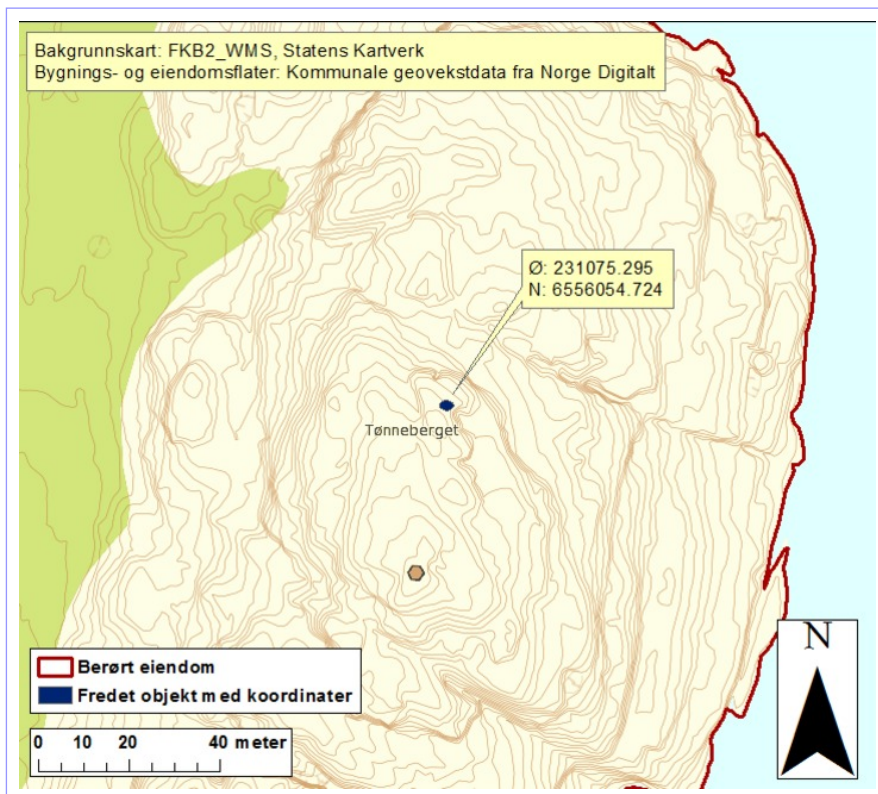 Bakgrunnskart: FKB2_WMS, Statens Kartverk
Bygnings- og eiendomsflater: Kommunale geovekstdata fra Norge Digitalt
Ø: 231075.295
N: 6556054.724
Tønneberget
Berørt eiendom
Fredet objekt med koordinater
0 10 20 40 meter
N